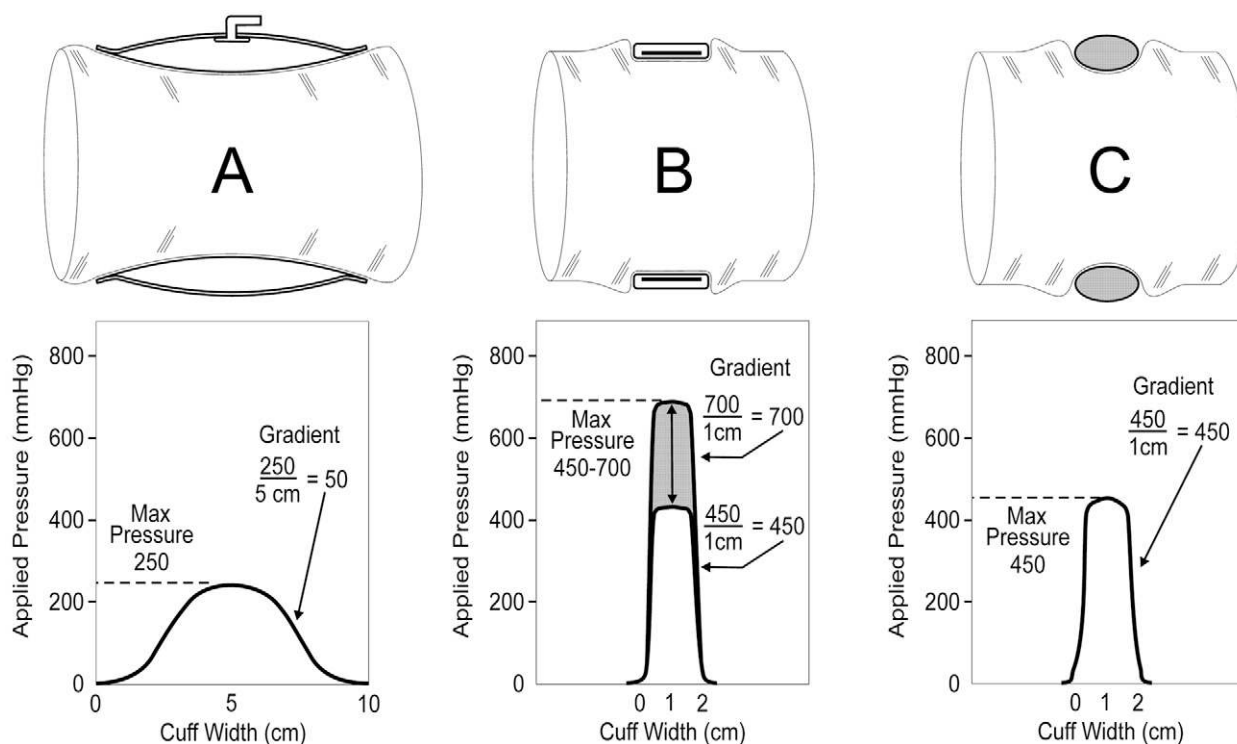 A
B
C
Applied Pressure (mmHg)
800
600
400
200
0
Max
Pressure
250
Gradient
250
5 cm
= 50
0
5
10
Cuff Width (cm)
Applied Pressure (mmHg)
800
600
400
200
0
Max
Pressure
450-700
Gradient
700
1cm
= 700
450
1cm
= 450
0 1 2
Cuff Width (cm)
Applied Pressure (mmHg)
800
600
400
200
0
Max
Pressure
450
Gradient
450
1cm
= 450
0 1 2
Cuff Width (cm)